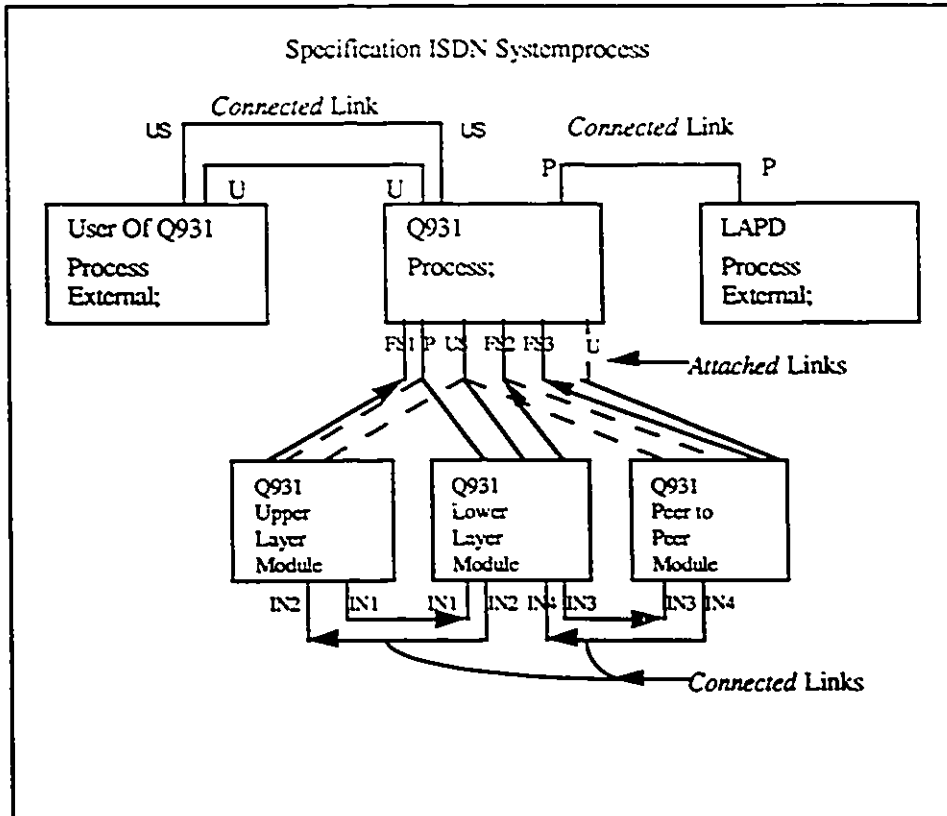 Specification ISDN Systemprocess
Connected Link
Connected Link
US
US
P
P
U
U
User Of Q931
Process
External;
Q931
Process;
LAPD
Process
External;
FS1
P
US
FS2
FS3
U
Attached Links
Q931
Upper
Layer
Module
Q931
Lower
Layer
Module
Q931
Peer to
Peer
Module
IN2
IN1
IN1
IN2
IN4
IN3
IN3
IN4
Connected Links